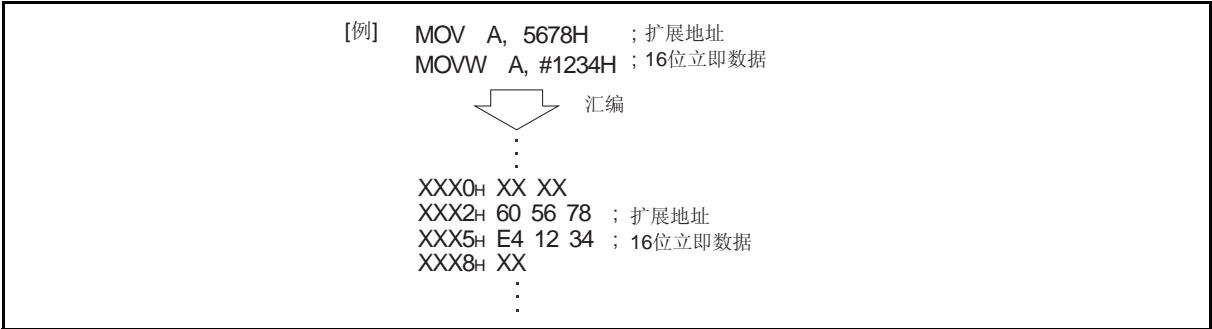 [例] MOV A, 5678H ; 扩展地址
MOVW A, #1234H ; 16位立即数据
汇编
XXX0H XX XX
XXX2H 60 56 78 ; 扩展地址
XXX5H E4 12 34 ; 16位立即数据
XXX8H XX